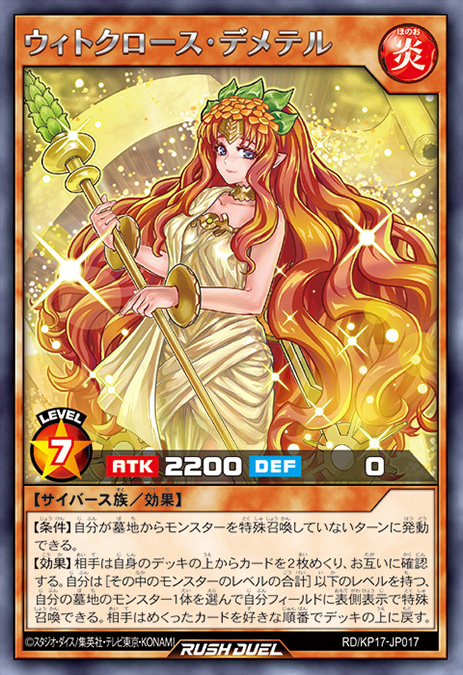 ウィトクロース・デメテル
ほのお
炎
LEVEL
7
ATK 2200 DEF 0
【サイバース族／効果】
【条件】自分が墓地からモンスターを特殊召喚していないターンに発動
できる。
【効果】相手は自身のデッキの上からカードを2枚めくり、お互いに確認
する。自分は[その中のモンスターのレベルの合計]以下のレベルを持つ、
自分の墓地のモンスター1体を選んで自分フィールドに表側表示で特殊
召喚できる。相手はめくったカードを好きな順番でデッキの上に戻す。
©スタジオ・ダイス/集英社・テレビ東京・KONAMI RUSH DUEL RD/KP17-JP017